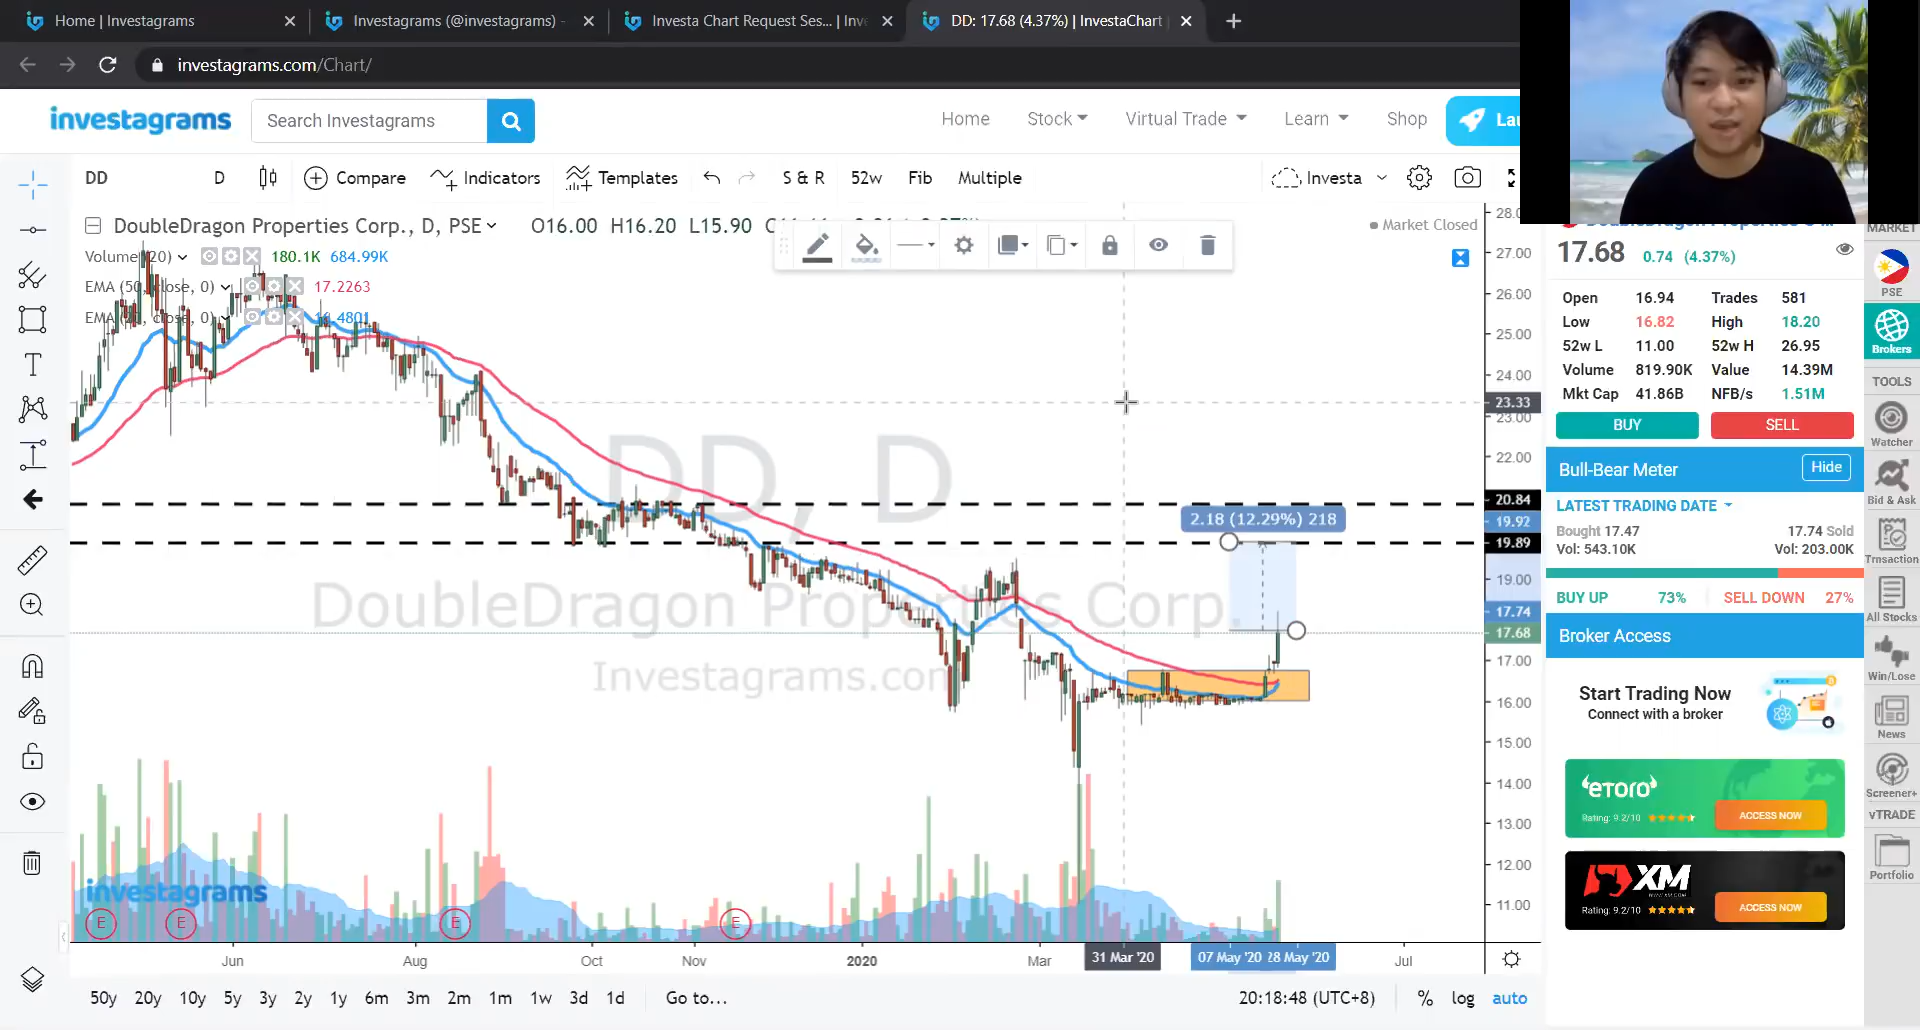 Home | Investagrams
Investagrams (@investagrams) -
Investa Chart Request Ses... | Inve
DD: 17.68 (4.37%) | InvestaChart
investagrams.com/Chart/
investagrams
Search Investagrams
Home
Stock
Virtual Trade
Learn
Shop
Lau
DD
D
Compare
Indicators
Templates
S & R
52w
Fib
Multiple
Investa
DoubleDragon Properties Corp., D, PSE
O16.00 H16.20 L15.90
Market Closed
Volume (20)
180.1K 684.99K
EMA (50, close, 0)
17.2263
DD, D
DoubleDragon Properties Corp.
Investagrams.com
2.18 (12.29%) 218
27.00
26.00
25.00
24.00
23.33
23.00
22.00
20.84
19.92
19.89
19.00
17.74
17.68
17.00
16.00
15.00
14.00
13.00
12.00
11.00
investagrams
E
E
E
E
Jun
Aug
Oct
Nov
2020
Mar
31 Mar '20
07 May '20
28 May '20
Jul
50y
20y
10y
5y
3y
2y
1y
6m
3m
2m
1m
1w
3d
1d
Go to...
20:18:48 (UTC+8)
%
log
auto
17.68
0.74 (4.37%)
Open 16.94 Trades 581
Low 16.82 High 18.20
52w L 11.00 52w H 26.95
Volume 819.90K Value 14.39M
Mkt Cap 41.86B NFB/s 1.51M
BUY
SELL
Bull-Bear Meter
Hide
LATEST TRADING DATE
Bought 17.47
17.74 Sold
Vol: 543.10K
Vol: 203.00K
BUY UP 73%
SELL DOWN 27%
Broker Access
Start Trading Now
Connect with a broker
eToro
Rating: 9.2/10
ACCESS NOW
XM
Rating: 9.2/10
ACCESS NOW
MARKET
PSE
Brokers
TOOLS
Watcher
Bid & Ask
Trnsaction
All Stocks
Win/Lose
News
Screener+
vTRADE
Portfolio